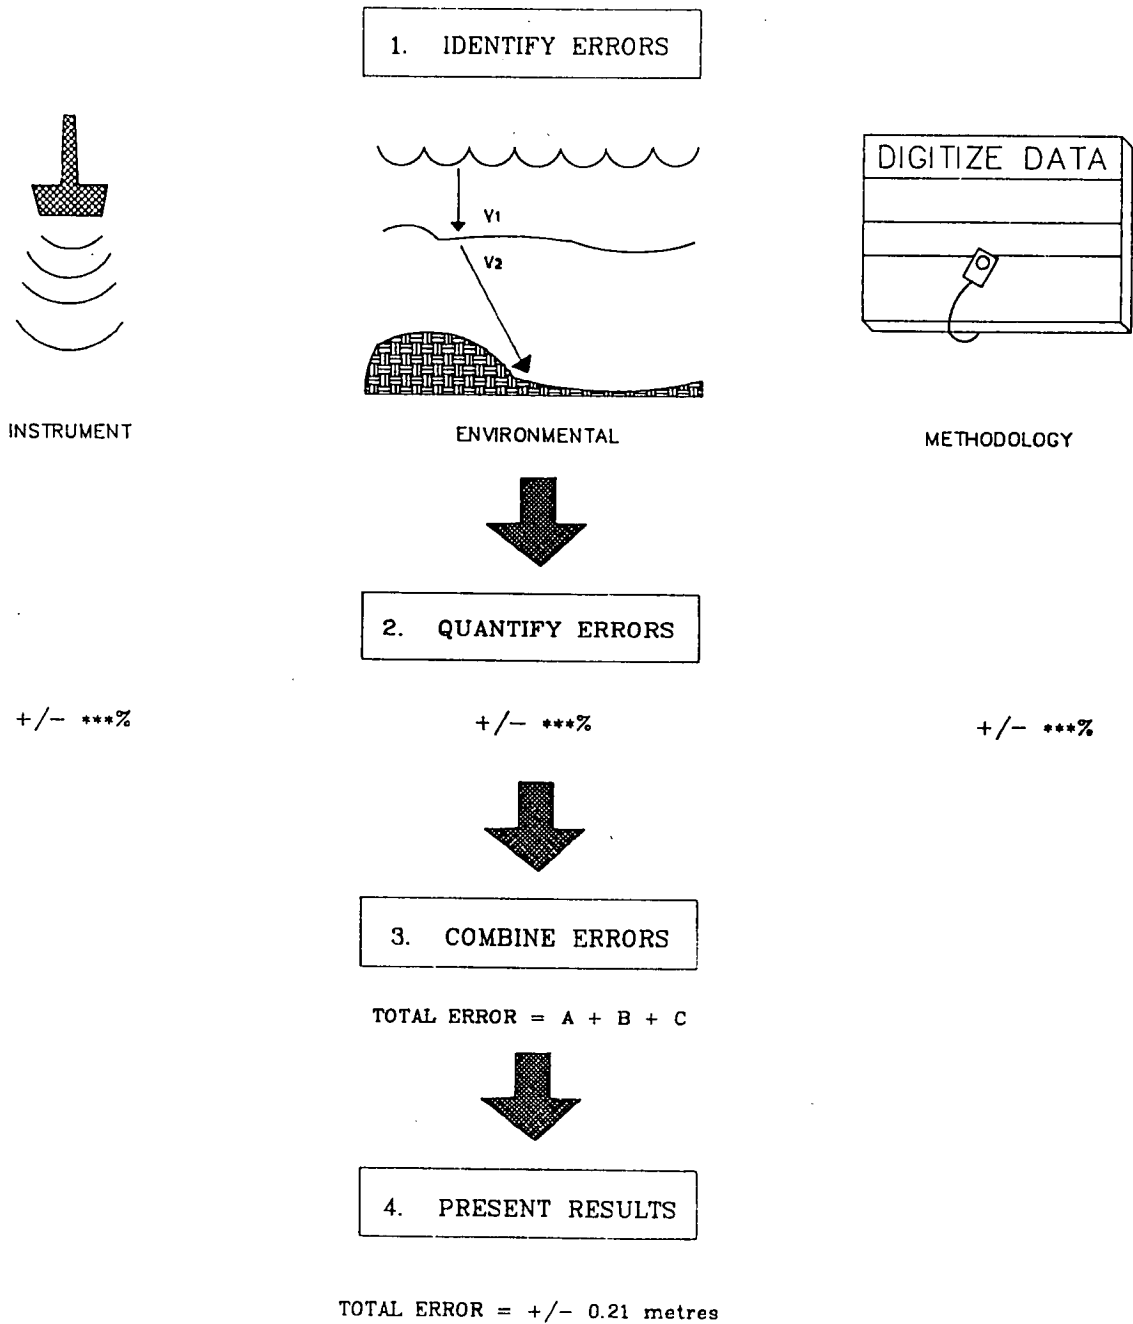 1. IDENTIFY ERRORS
DIGITIZE DATA
V1
V2
INSTRUMENT
ENVIRONMENTAL
METHODOLOGY
2. QUANTIFY ERRORS
+/- ***%
+/- ***%
+/- ***%
3. COMBINE ERRORS
TOTAL ERROR = A + B + C
4. PRESENT RESULTS
TOTAL ERROR = +/- 0.21 metres